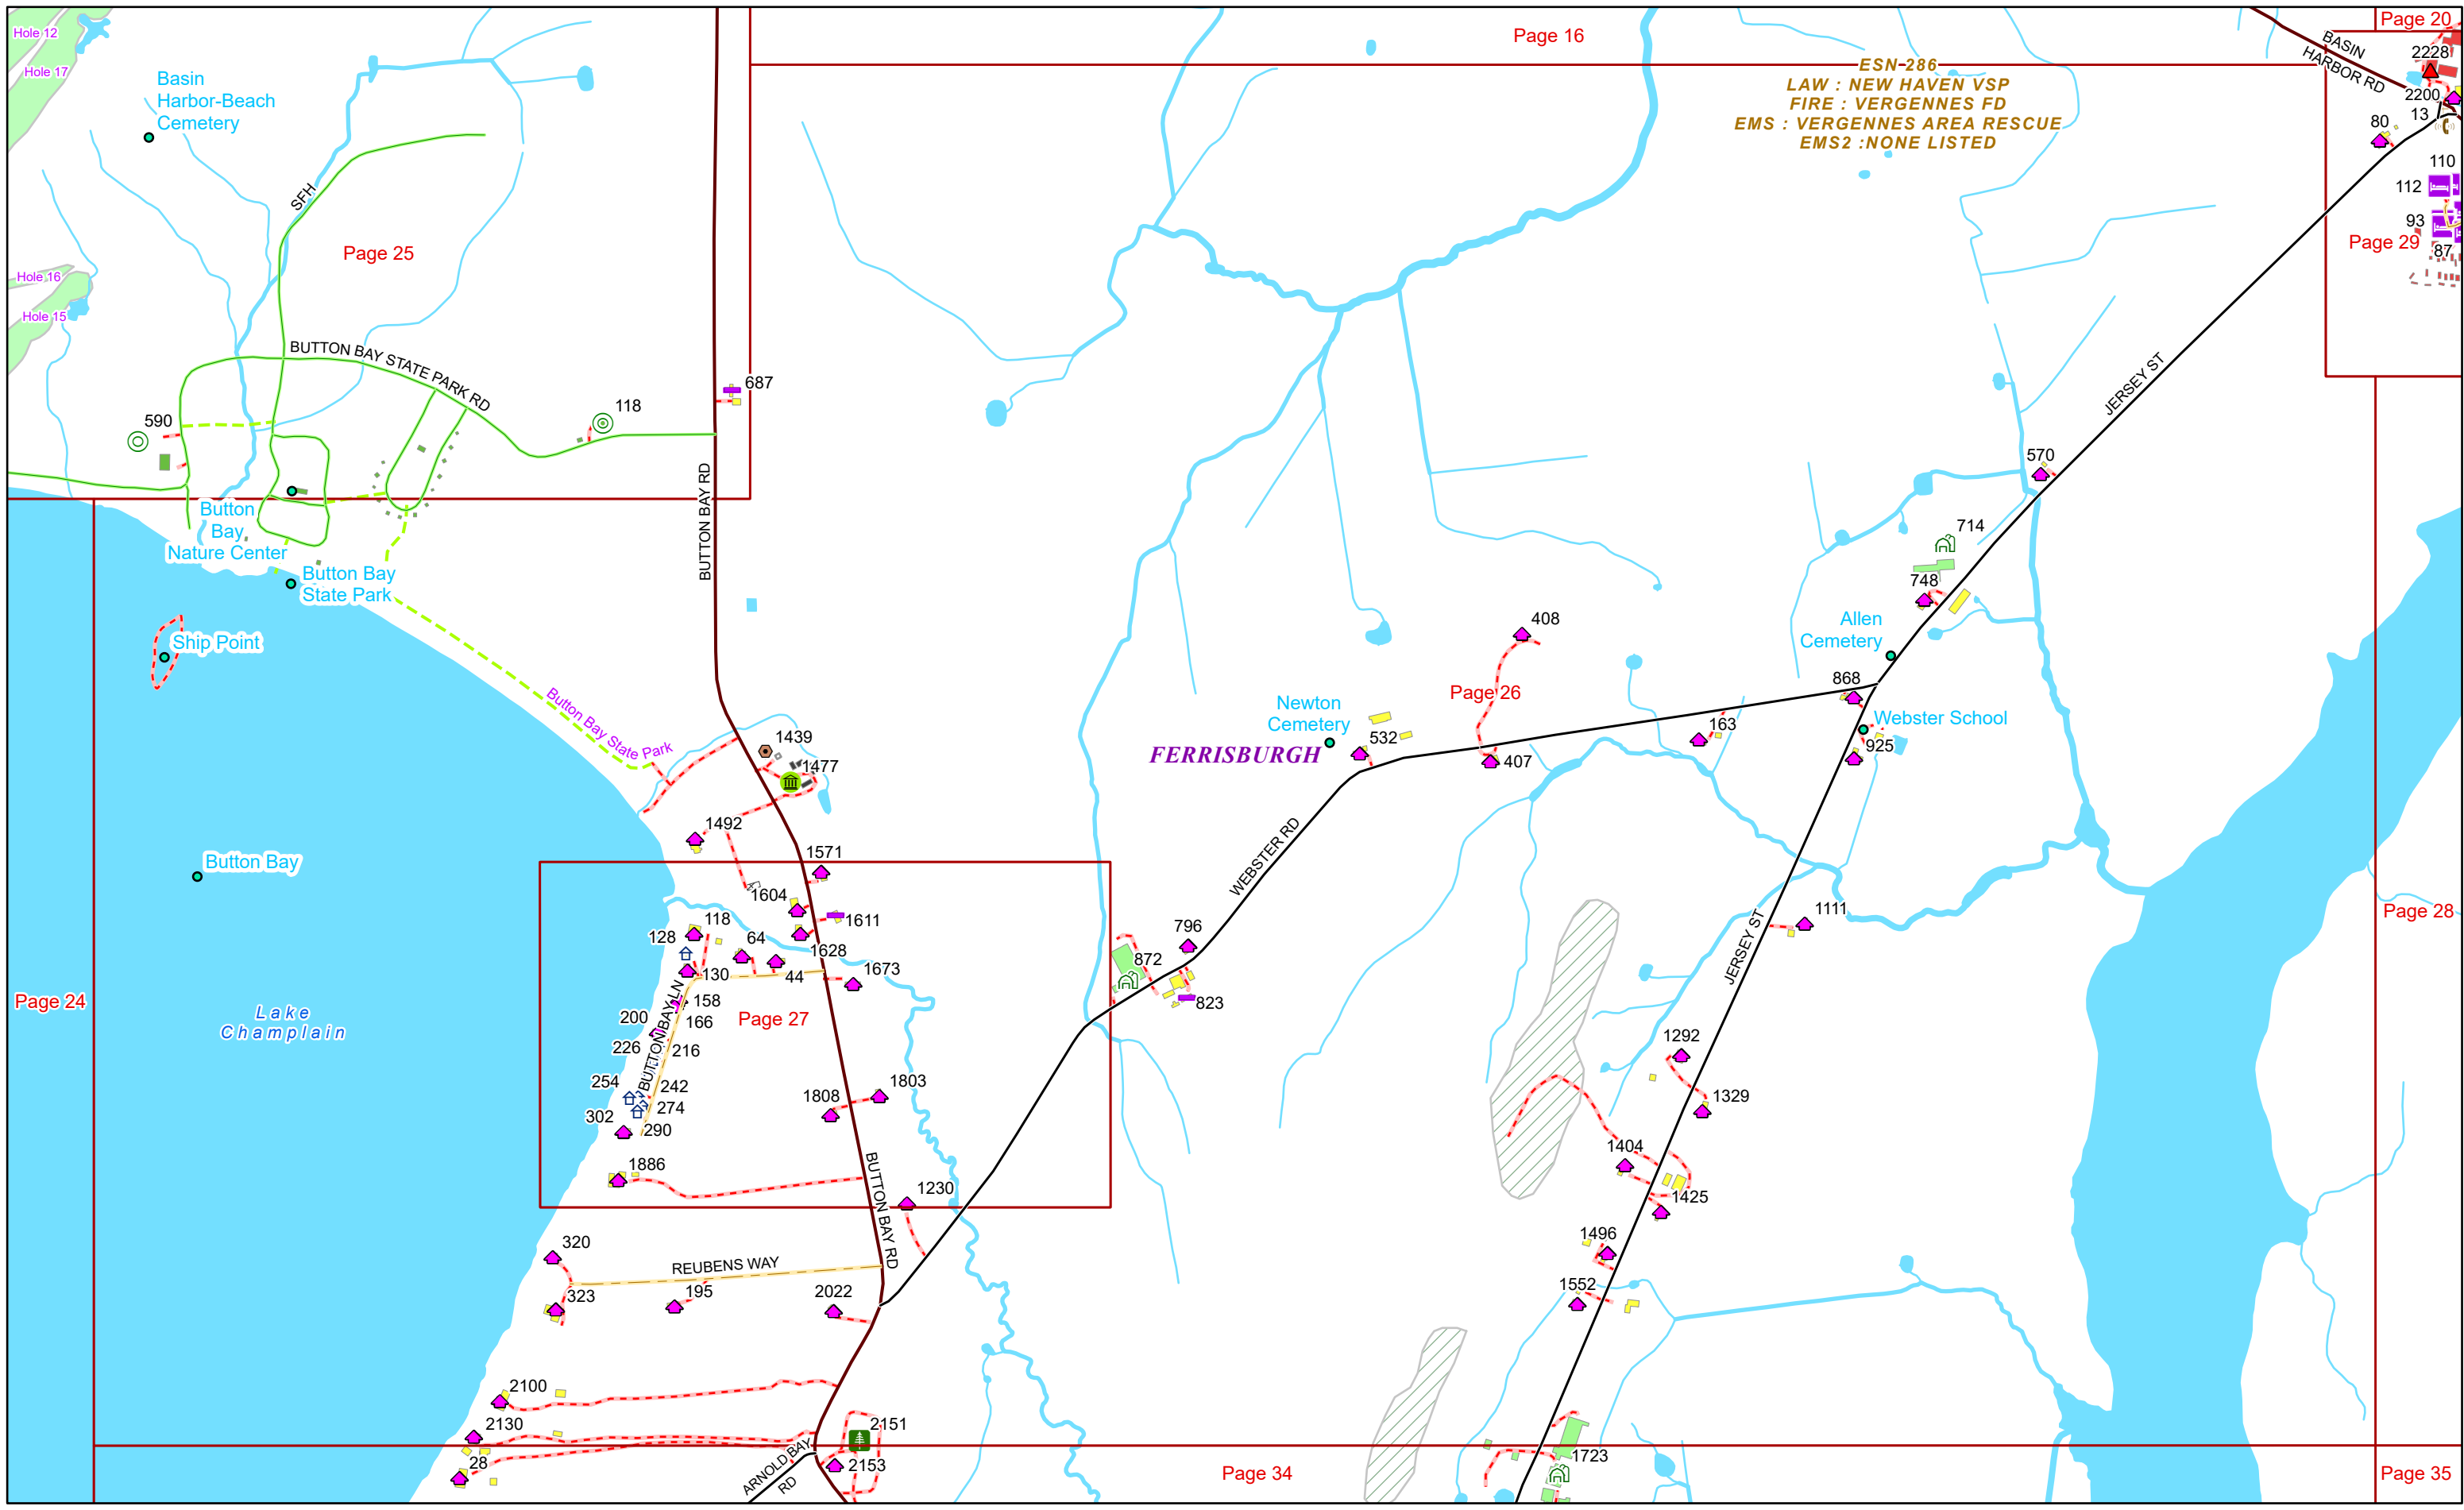 Hole 12
Hole 17
Basin
Harbor-Beach
Cemetery
SFH
Page 25
Hole 16
Hole 15
BUTTON BAY STATE PARK RD
590
118
687
BUTTON BAY RD
Button
Bay
Nature Center
Button Bay
State Park
Ship Point
Button Bay State Park
Button Bay
Page 24
Lake
Champlain
Page 16
ESN 286
LAW : NEW HAVEN VSP
FIRE : VERGENNES FD
EMS : VERGENNES AREA RESCUE
EMS2 :NONE LISTED
Page 20
BASIN
HARBOR RD
2228
2200
13
80
110
112
93
Page 29
87
JERSEY ST
570
714
748
Allen
Cemetery
868
Webster School
925
408
Page 26
Newton
Cemetery
532
FERRISBURGH
407
163
WEBSTER RD
1439
1477
1492
1571
1604
1611
118
128
64
1628
130
44
1673
158
166
200
226
216
BUTTON BAY LN
Page 27
254
242
274
302
290
1808
1803
1886
BUTTON BAY RD
1230
796
872
823
1111
JERSEY ST
Page 28
1292
1329
1404
1425
1496
1552
320
REUBENS WAY
323
195
2022
2100
2130
28
2151
2153
ARNOLD BAY
RD
Page 34
1723
Page 35